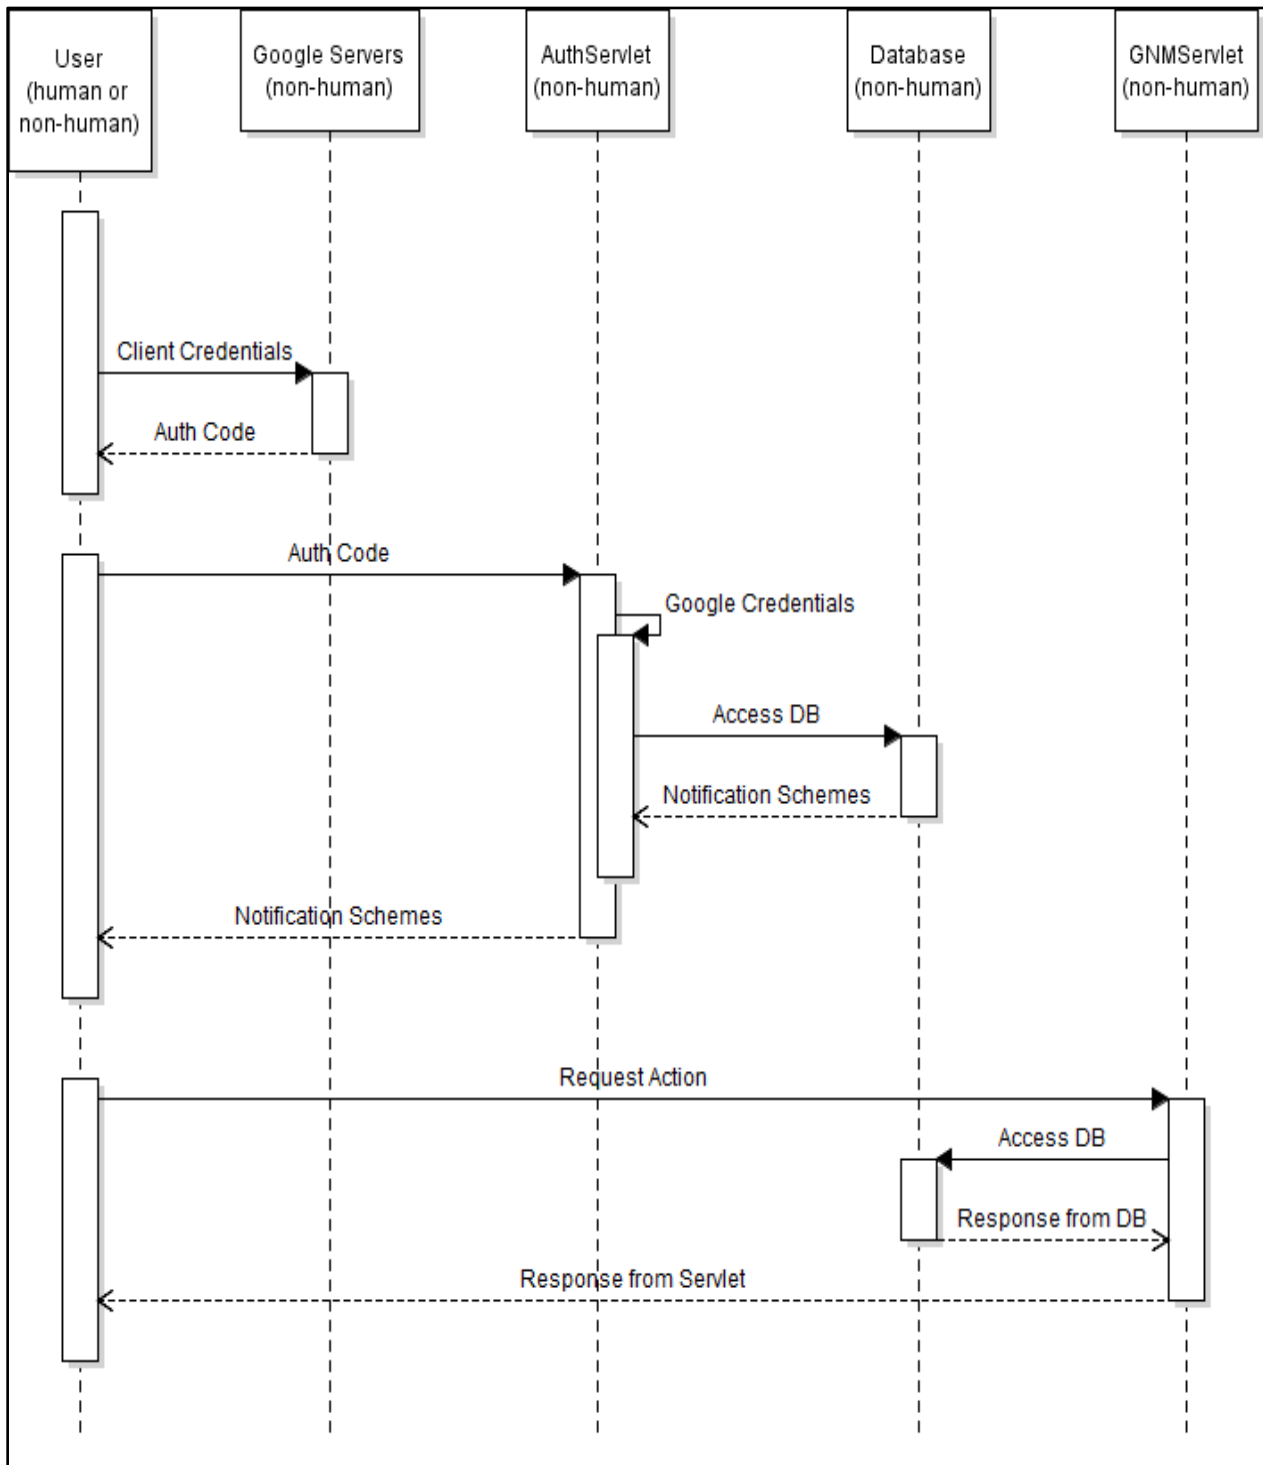 User
(human or
non-human)
Google Servers
(non-human)
AuthServlet
(non-human)
Database
(non-human)
GNMServlet
(non-human)
Client Credentials
Auth Code
Auth Code
Google Credentials
Access DB
Notification Schemes
Notification Schemes
Request Action
Access DB
Response from DB
Response from Servlet